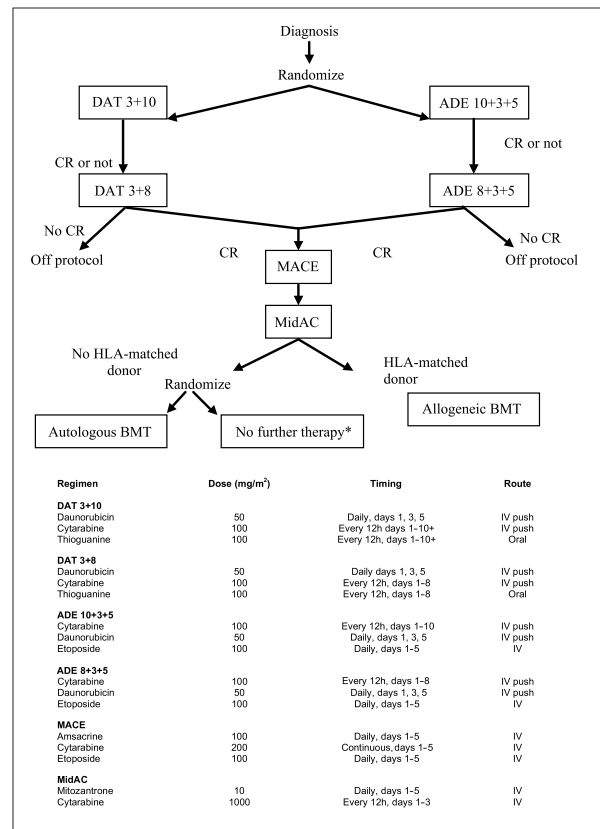 Diagnosis
Randomize
DAT 3+10
ADE 10+3+5
CR or not
CR or not
DAT 3+8
ADE 8+3+5
No CR
Off protocol
CR
CR
No CR
Off protocol
MACE
MidAC
No HLA-matched
donor
HLA-matched
donor
Randomize
Autologous BMT
No further therapy*
Allogeneic BMT
Regimen Dose (mg/m²) Timing Route
DAT 3+10
Daunorubicin 50 Daily, days 1, 3, 5 IV push
Cytarabine 100 Every 12h days 1-10+ IV push
Thioguanine 100 Every 12h, days 1-10+ Oral
DAT 3+8
Daunorubicin 50 Daily days 1, 3, 5 IV push
Cytarabine 100 Every 12h, days 1-8 IV push
Thioguanine 100 Every 12h, days 1-8 Oral
ADE 10+3+5
Cytarabine 100 Every 12h, days 1-10 IV push
Daunorubicin 50 Daily, days 1, 3, 5 IV push
Etoposide 100 Daily, days 1-5 IV
ADE 8+3+5
Cytarabine 100 Every 12h, days 1-8 IV push
Daunorubicin 50 Daily, days 1, 3, 5 IV push
Etoposide 100 Daily, days 1-5 IV
MACE
Amsacrine 100 Daily, days 1-5 IV
Cytarabine 200 Continuous, days 1-5 IV
Etoposide 100 Daily, days 1-5 IV
MidAC
Mitozantrone 10 Daily, days 1-5 IV
Cytarabine 1000 Every 12h, days 1-3 IV